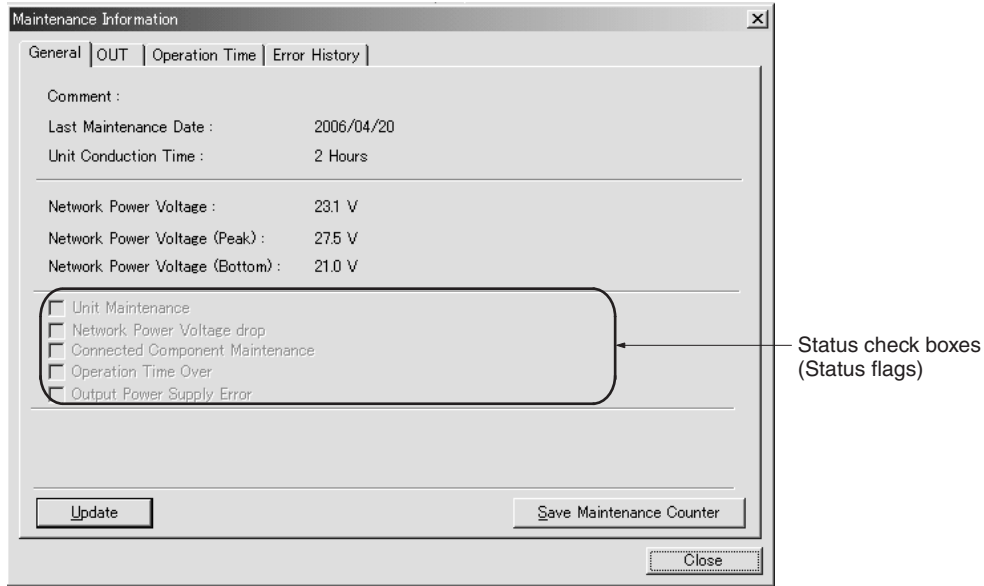 Maintenance Information
General OUT Operation Time Error History
Comment :
Last Maintenance Date : 2006/04/20
Unit Conduction Time : 2 Hours
Network Power Voltage : 23.1 V
Network Power Voltage (Peak) : 27.5 V
Network Power Voltage (Bottom) : 21.0 V
Unit Maintenance
Network Power Voltage drop
Connected Component Maintenance
Operation Time Over
Output Power Supply Error
Status check boxes
(Status flags)
Update Save Maintenance Counter
Close